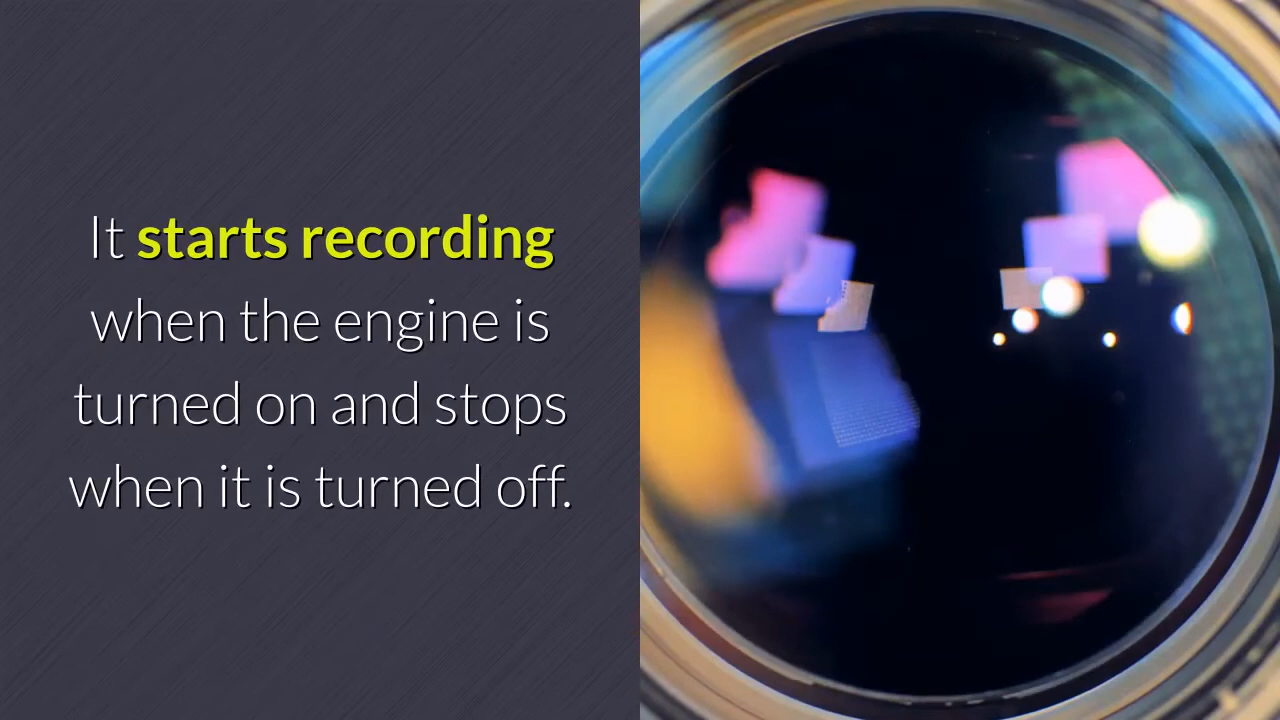 It starts recording
when the engine is
turned on and stops
when it is turned off.